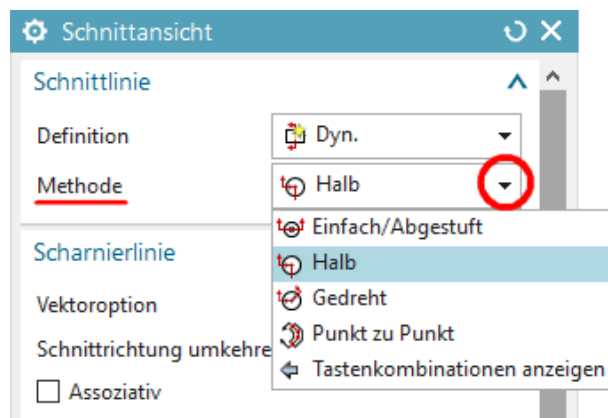 Schnittansicht
Schnittlinie
Definition Dyn.
Methode Halb
Einfach/Abgestuft
Scharnierlinie
Halb
Vektoroption Gedreht
Punkt zu Punkt
Schnittrichtung umkehre
Tastenkombinationen anzeigen
Assoziativ